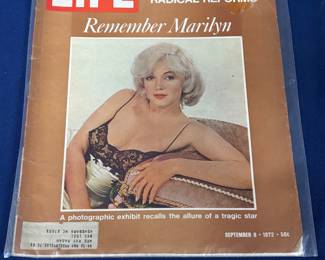 LIFE
RADICAL REFORMS
Remember Marilyn
A photographic exhibit recalls the allure of a tragic star
SEPTEMBER 8 • 1972 • 50¢